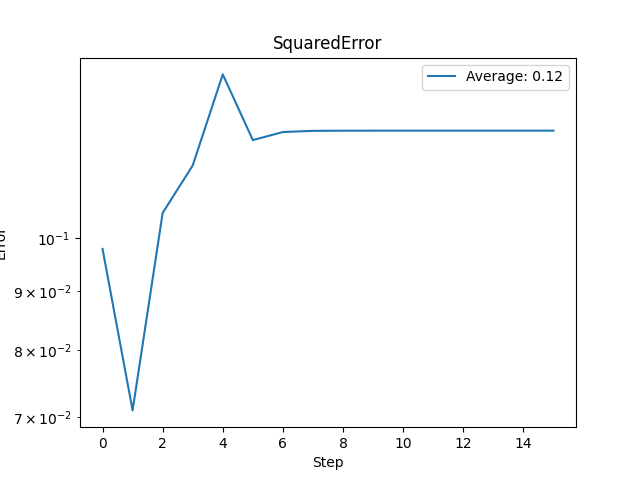 SquaredError
Average: 0.12
10⁻¹
9 × 10⁻²
8 × 10⁻²
7 × 10⁻²
Error
0 2 4 6 8 10 12 14
Step